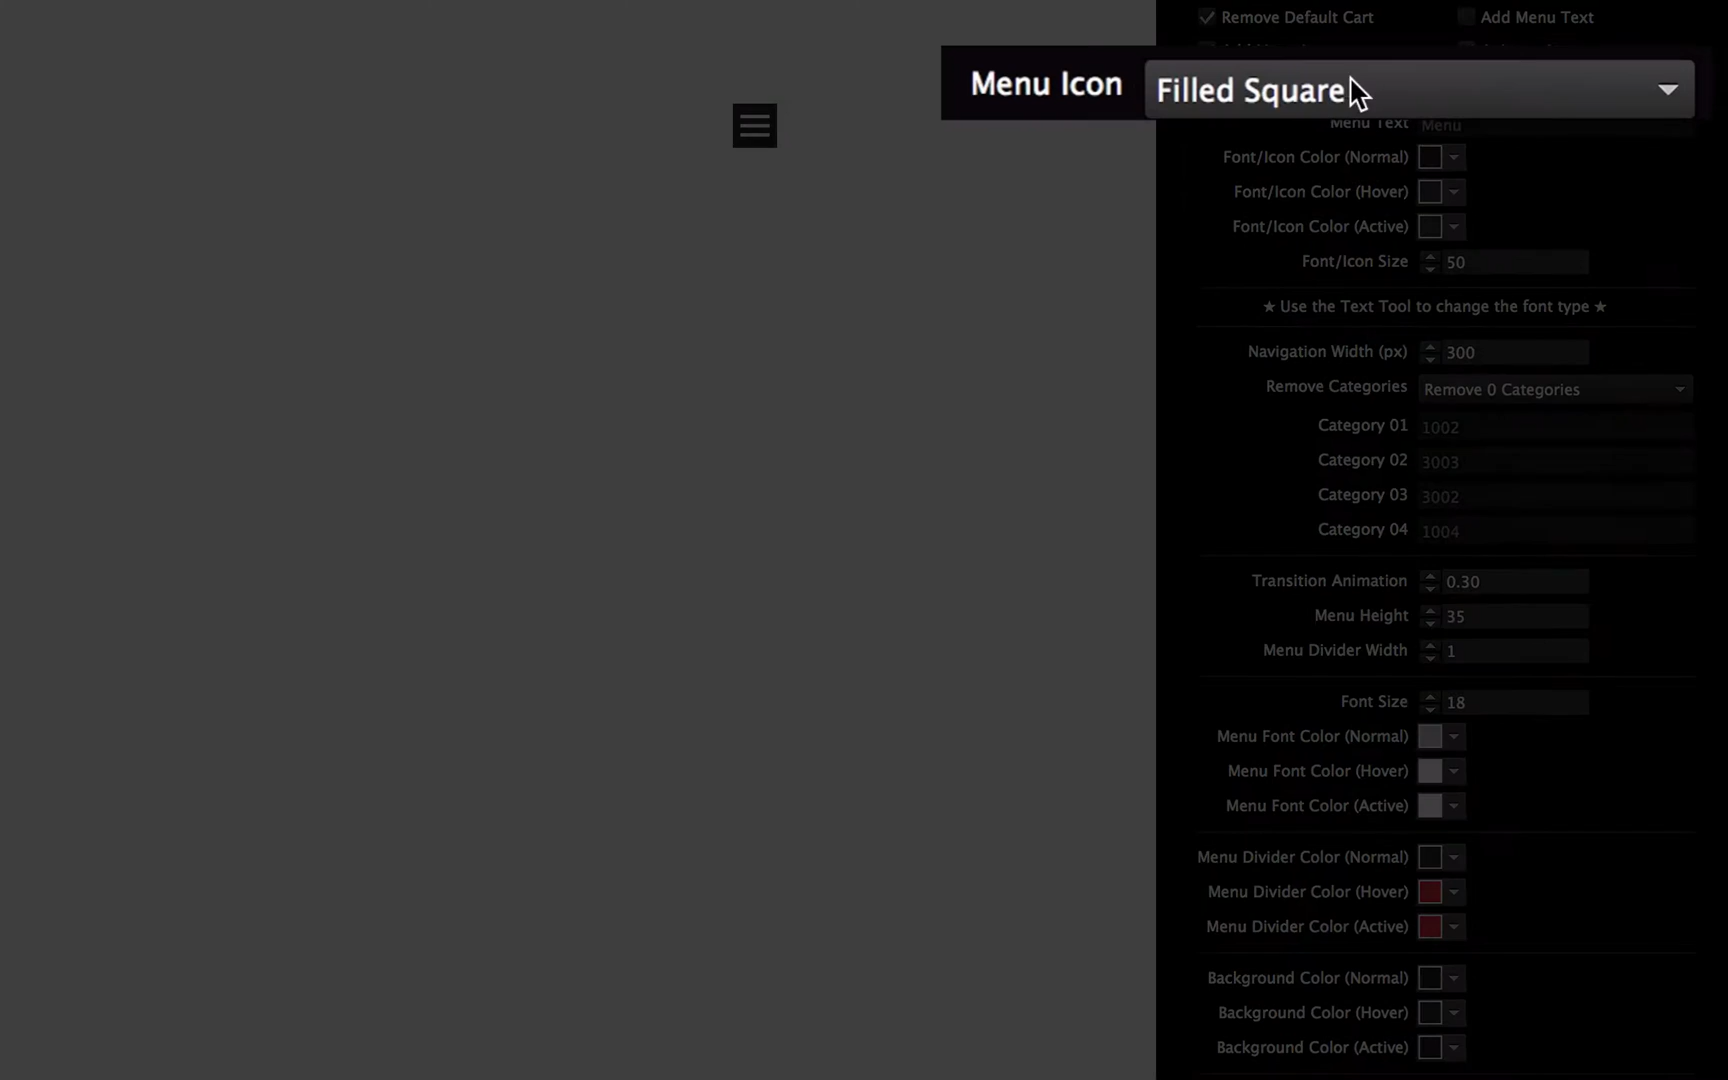 Remove Default Cart Add Menu Text
Menu Icon Filled Square
Menu Text Menu
Font/Icon Color (Normal)
Font/Icon Color (Hover)
Font/Icon Color (Active)
Font/Icon Size 50
★ Use the Text Tool to change the font type ★
Navigation Width (px) 300
Remove Categories Remove 0 Categories
Category 01 1002
Category 02 3003
Category 03 3002
Category 04 1004
Transition Animation 0.30
Menu Height 35
Menu Divider Width 1
Font Size 18
Menu Font Color (Normal)
Menu Font Color (Hover)
Menu Font Color (Active)
Menu Divider Color (Normal)
Menu Divider Color (Hover)
Menu Divider Color (Active)
Background Color (Normal)
Background Color (Hover)
Background Color (Active)